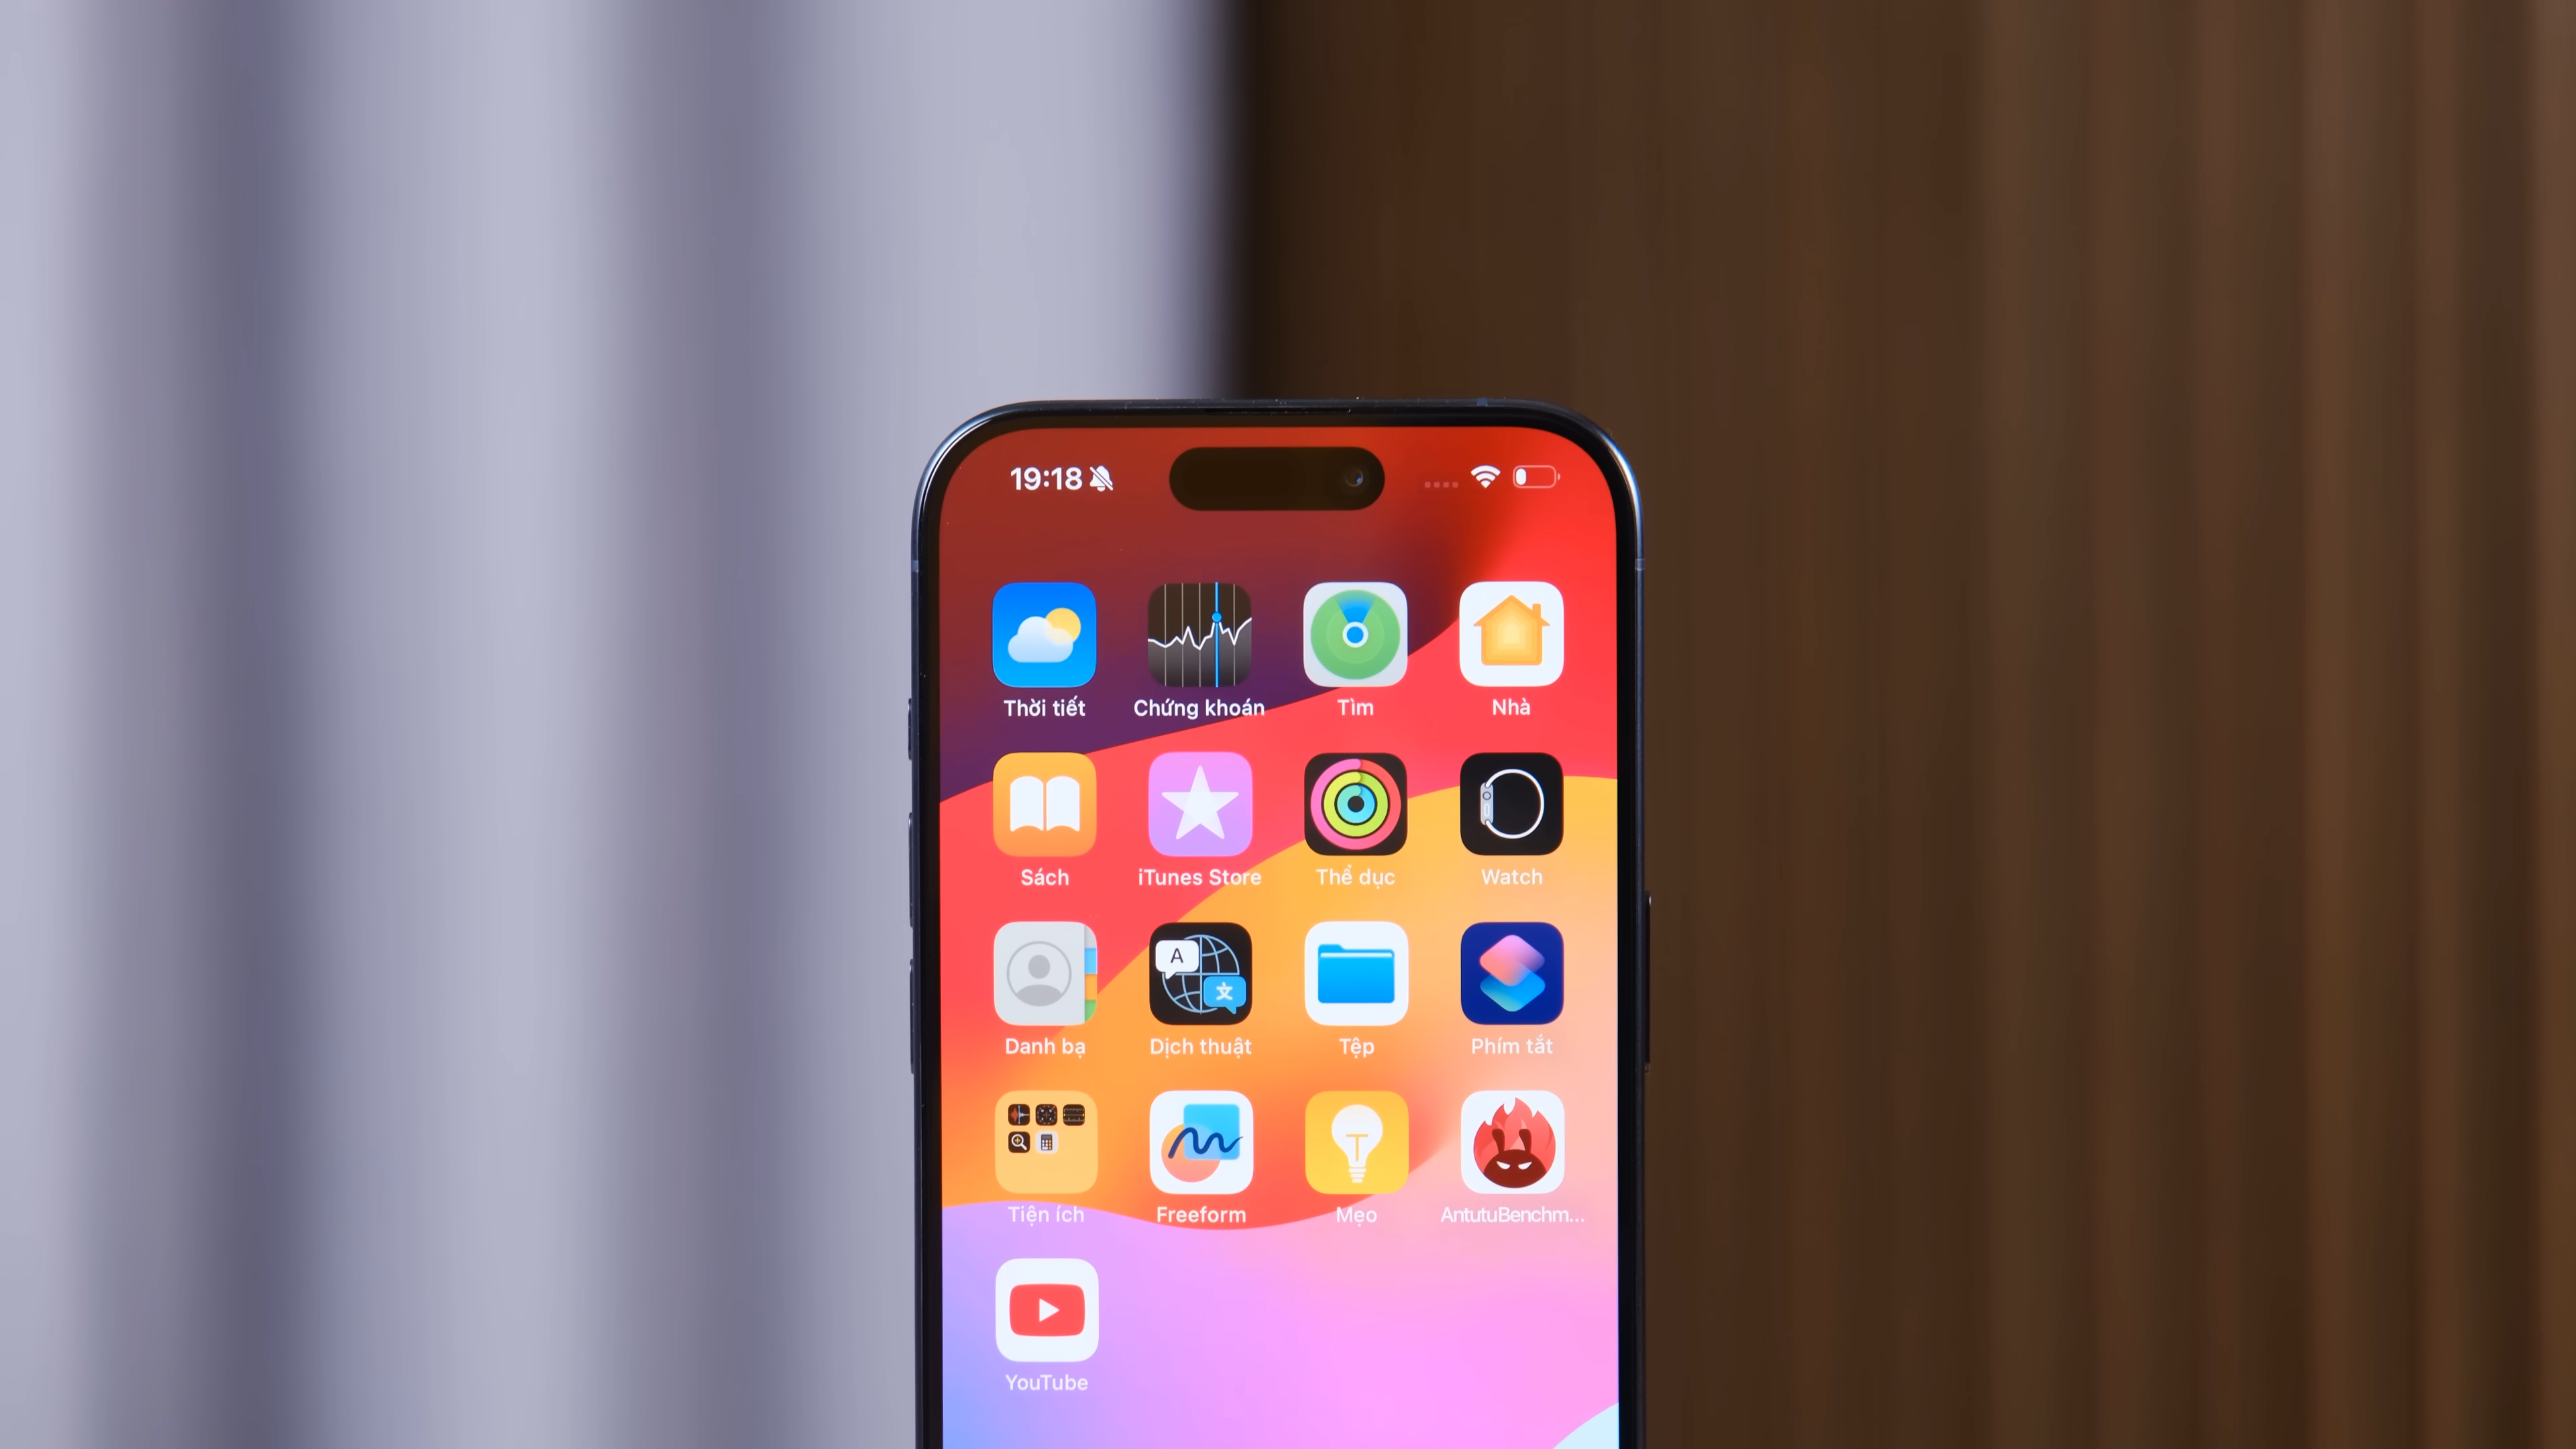 19:18
Thời tiết Chứng khoán Tìm Nhà
Sách iTunes Store Thể dục Watch
A 文
Danh bạ Dịch thuật Tệp Phím tắt
Tiện ích Freeform Mẹo AntutuBenchm...
YouTube